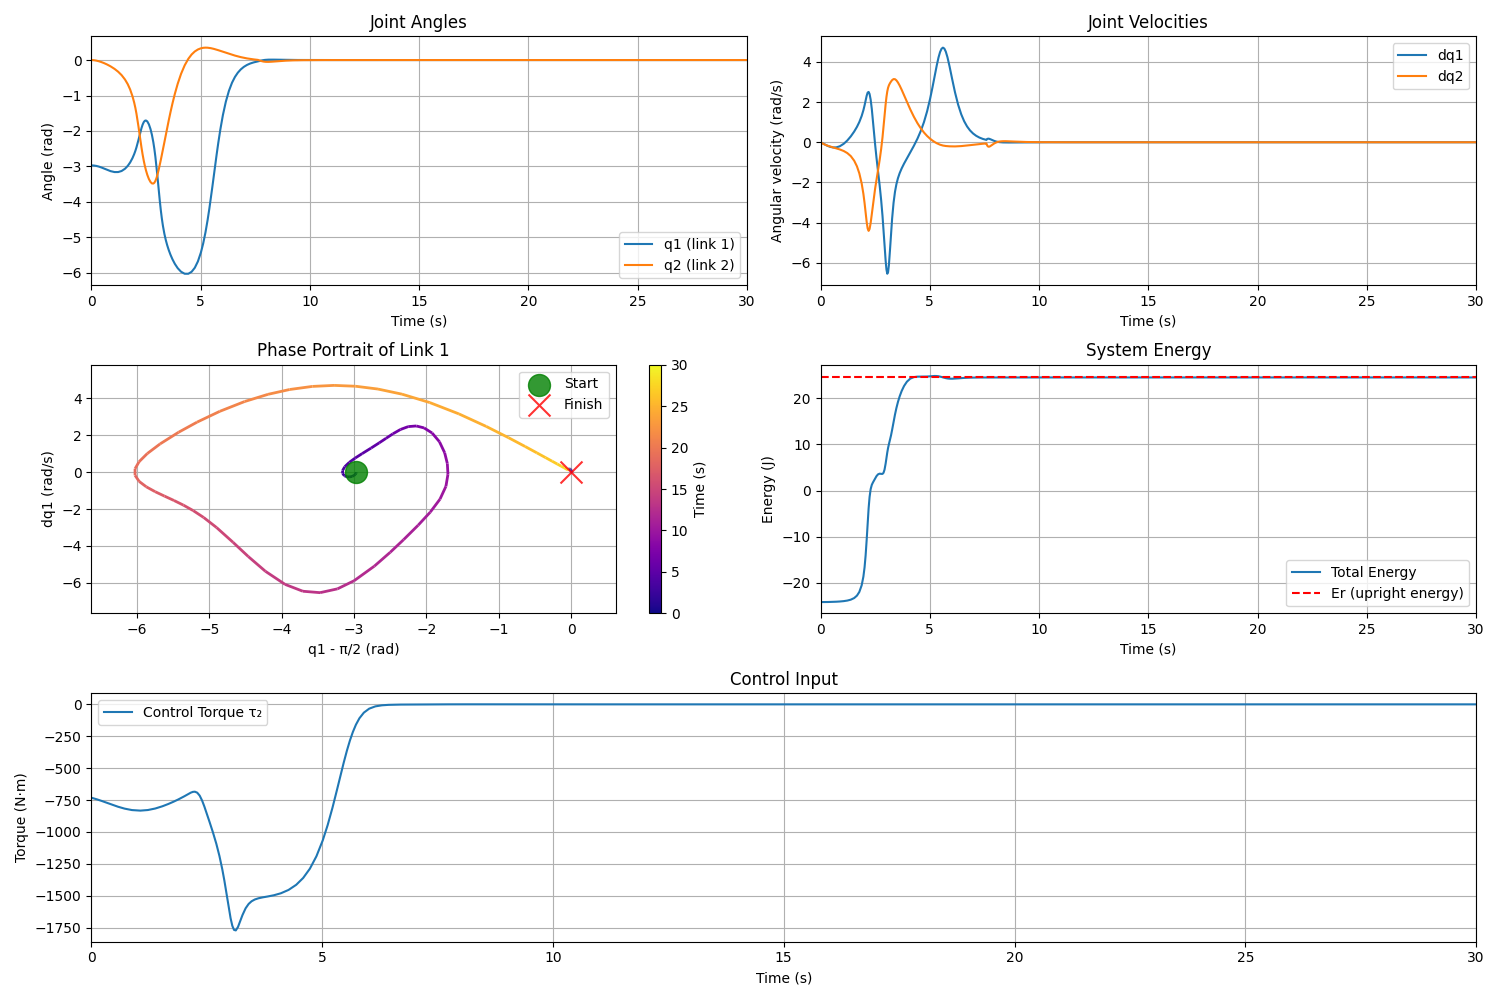 Joint Angles
Angle (rad)
0
−1
−2
−3
−4
−5
−6
q1 (link 1)
q2 (link 2)
0 5 10 15 20 25 30
Time (s)
Joint Velocities
Angular velocity (rad/s)
4
2
0
−2
−4
−6
dq1
dq2
0 5 10 15 20 25 30
Time (s)
Phase Portrait of Link 1
dq1 (rad/s)
4
2
0
−2
−4
−6
Start
Finish
−6 −5 −4 −3 −2 −1 0
q1 - π/2 (rad)
30
25
20
15
10
5
0
Time (s)
System Energy
Energy (J)
20
10
0
−10
−20
Total Energy
Er (upright energy)
0 5 10 15 20 25 30
Time (s)
Control Input
Torque (N·m)
0
−250
−500
−750
−1000
−1250
−1500
−1750
Control Torque τ₂
0 5 10 15 20 25 30
Time (s)